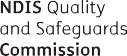 NDIS Quality
and Safeguards
Commission